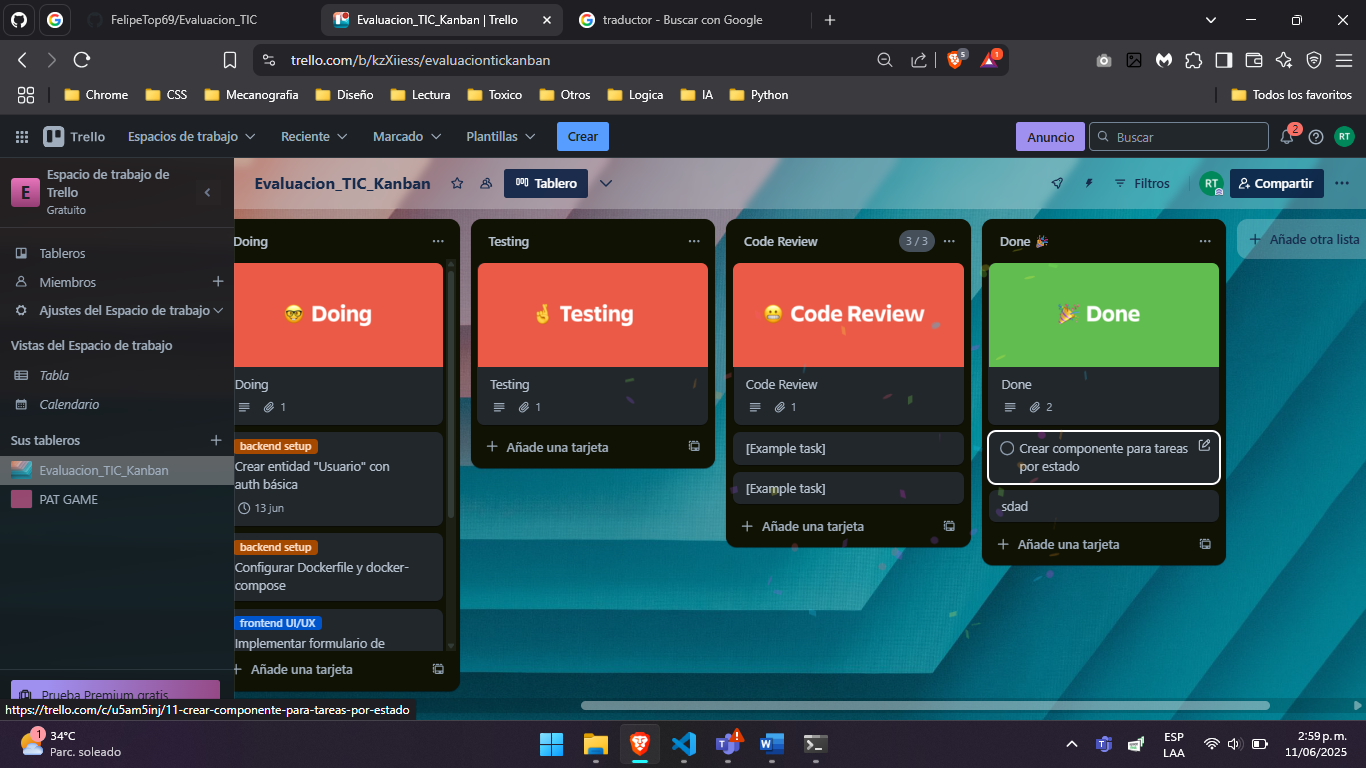 FelipeTop69/Evaluacion_TIC
Evaluacion_TIC_Kanban | Trello
traductor - Buscar con Google
trello.com/b/kzXiiess/evaluaciontickanban
5
1
Chrome
CSS
Mecanografia
Diseño
Lectura
Toxico
Otros
Logica
IA
Python
Todos los favoritos
Trello
Espacios de trabajo
Reciente
Marcado
Plantillas
Crear
Anuncio
Buscar
2
RT
E
Espacio de trabajo de
Trello
Gratuito
Evaluacion_TIC_Kanban
Tablero
Filtros
RT
Compartir
Tableros
Miembros
Ajustes del Espacio de trabajo
Vistas del Espacio de trabajo
Tabla
Calendario
Sus tableros
Evaluacion_TIC_Kanban
PAT GAME
Prueba Premium gratis
Doing
🤓 Doing
Doing
1
backend setup
Crear entidad "Usuario" con
auth básica
13 jun
backend setup
Configurar Dockerfile y docker-
compose
frontend UI/UX
Implementar formulario de
Añade una tarjeta
Testing
🤞 Testing
Testing
1
Añade una tarjeta
Code Review
3 / 3
😬 Code Review
Code Review
1
[Example task]
[Example task]
Añade una tarjeta
Done 🎉
🎉 Done
Done
2
Crear componente para tareas
por estado
sdad
Añade una tarjeta
Añade otra lista
https://trello.com/c/u5am5inj/11-crear-componente-para-tareas-por-estado
1
34°C
Parc. soleado
ESP
LAA
2:59 p. m.
11/06/2025